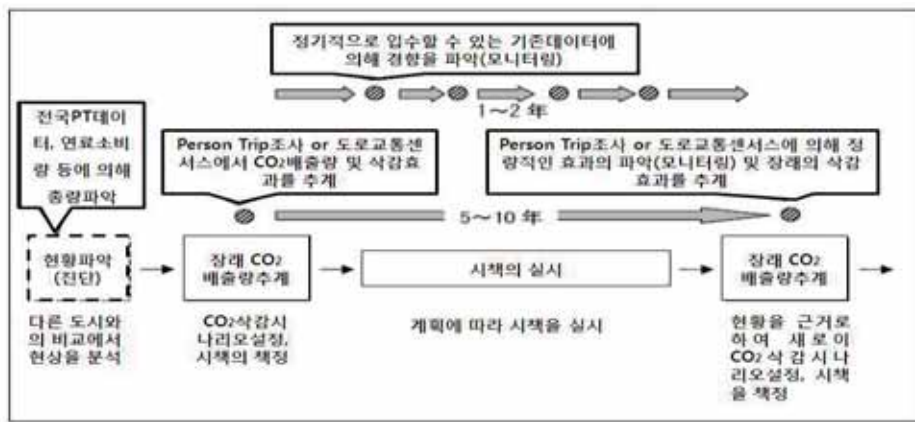 정기적으로 입수할 수 있는 기존데이터에
의해 경향을 파악(모니터링)
1～2 年
전국PT데이
터, 연료소비
량 등에 의해
총량파악
Person Trip조사 or 도로교통센
서스에서 CO₂배출량 및 삭감효
과를 추계
Person Trip조사 or 도로교통센서스에 의해 정
량적인 효과의 파악(모니터링) 및 장래의 삭감
효과를 추계
5～10 年
현황파악
(진단)
장래 CO₂
배출량추계
시책의 실시
장래 CO₂
배출량추계
다른 도시와
의 비교에서
현상을 분석
CO₂삭감시
나리오설정,
시책의 책정
계획에 따라 시책을 실시
현황을 근거로
하여 새로이
CO₂삭감시나
리오설정, 시책
을 책정